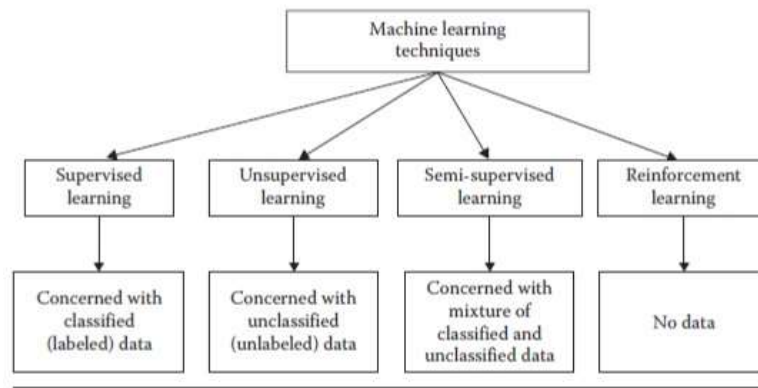 Machine learning
techniques
Supervised
learning
Unsupervised
learning
Semi-supervised
learning
Reinforcement
learning
Concerned with
classified
(labeled) data
Concerned with
unclassified
(unlabeled) data
Concerned with
mixture of
classified and
unclassified data
No data